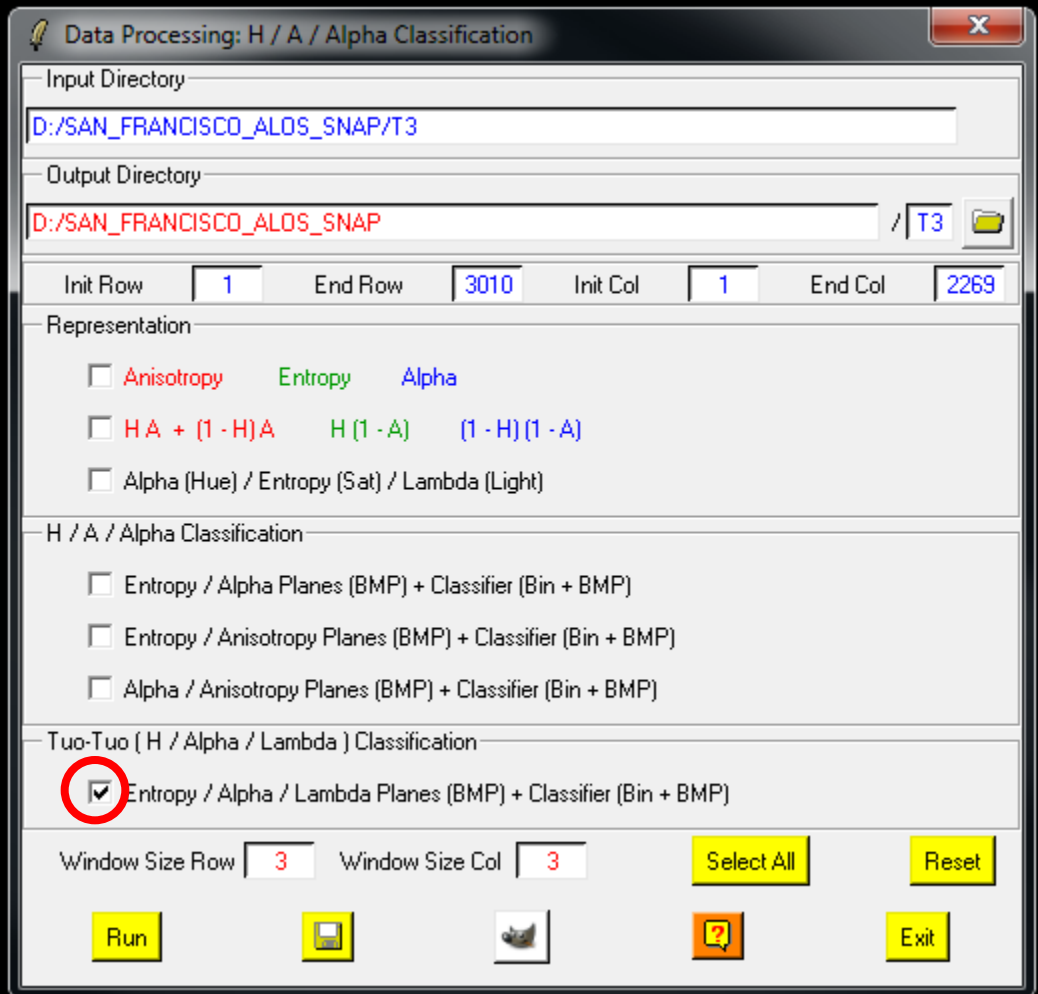 Data Processing: H / A / Alpha Classification
x
Input Directory
D:/SAN_FRANCISCO_ALOS_SNAP/T3
Output Directory
D:/SAN_FRANCISCO_ALOS_SNAP / T3
Init Row 1 End Row 3010 Init Col 1 End Col 2269
Representation
Anisotropy Entropy Alpha
H A + (1 - H) A H (1 - A) (1 - H) (1 - A)
Alpha (Hue) / Entropy (Sat) / Lambda (Light)
H / A / Alpha Classification
Entropy / Alpha Planes (BMP) + Classifier (Bin + BMP)
Entropy / Anisotropy Planes (BMP) + Classifier (Bin + BMP)
Alpha / Anisotropy Planes (BMP) + Classifier (Bin + BMP)
Tuo-Tuo ( H / Alpha / Lambda ) Classification
Entropy / Alpha / Lambda Planes (BMP) + Classifier (Bin + BMP)
Window Size Row 3 Window Size Col 3 Select All Reset
Run ? Exit